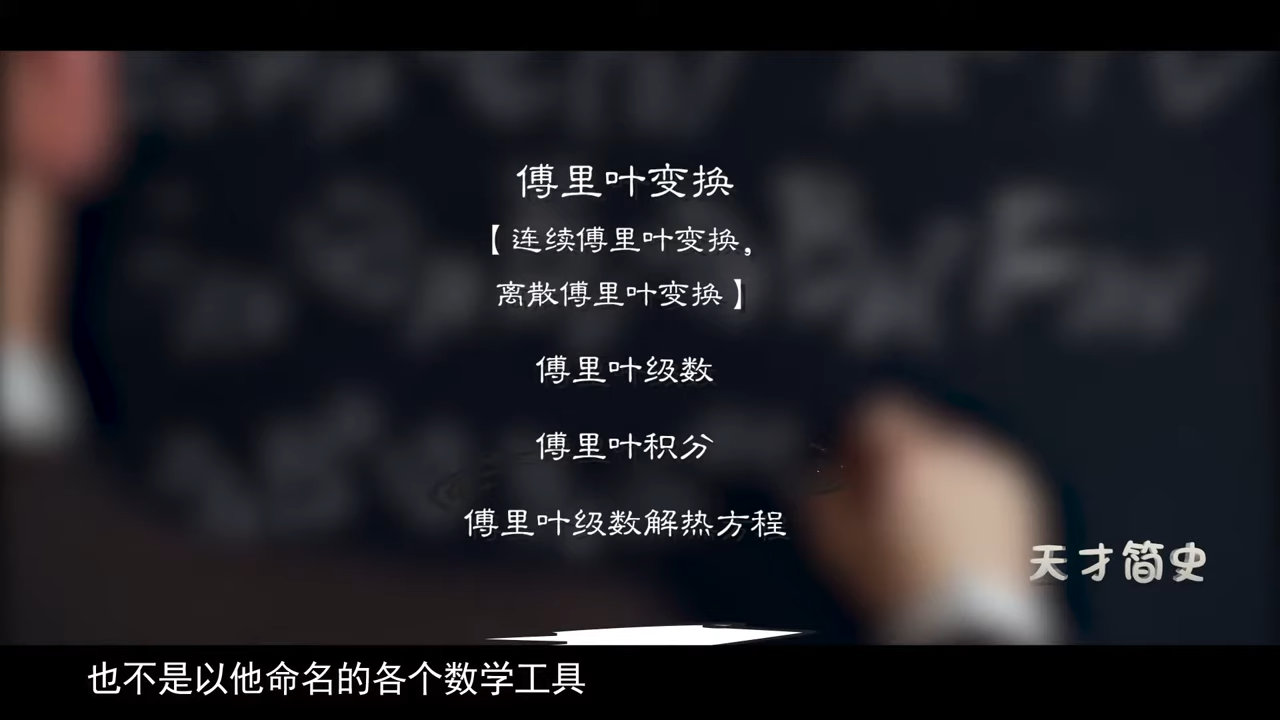 傅里叶变换
【连续傅里叶变换,
离散傅里叶变换】
傅里叶级数
傅里叶积分
傅里叶级数解热方程
天才简史
也不是以他命名的各个数学工具